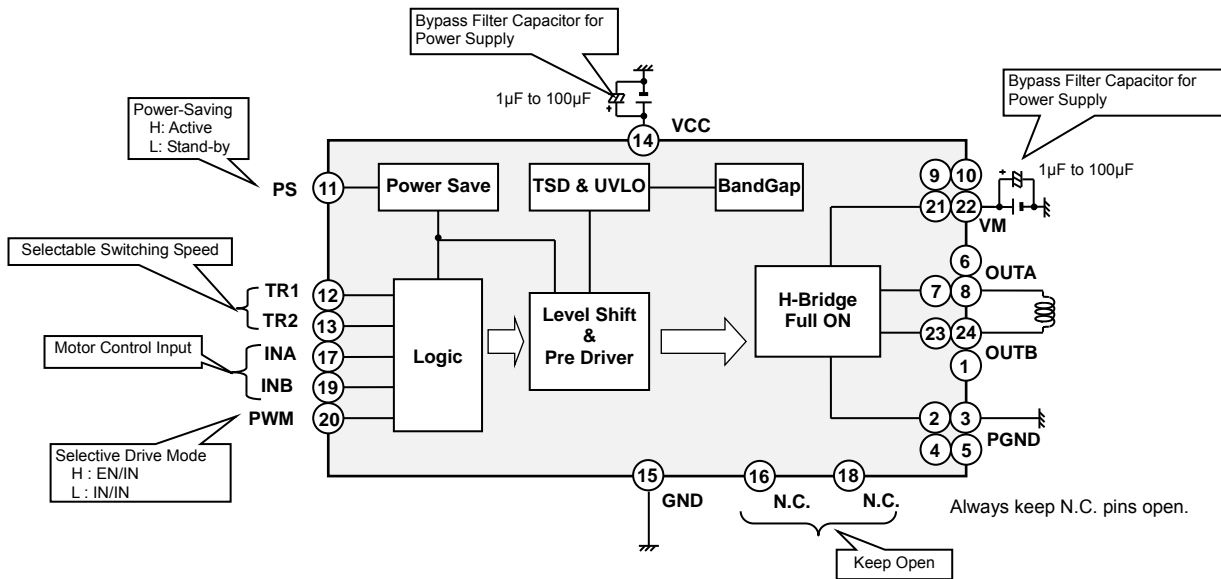 Bypass Filter Capacitor for
Power Supply
1µF to 100µF
+
14
VCC
Bypass Filter Capacitor for
Power Supply
1µF to 100µF
+
Power-Saving
H: Active
L: Stand-by
PS
11
Power Save
TSD & UVLO
BandGap
9
10
21
22
VM
Selectable Switching Speed
TR1
12
TR2
13
Motor Control Input
INA
17
INB
19
PWM
20
Selective Drive Mode
H : EN/IN
L : IN/IN
Logic
Level Shift
&
Pre Driver
H-Bridge
Full ON
6
OUTA
7
8
23
24
OUTB
1
2
3
PGND
4
5
15
GND
16
N.C.
18
N.C.
Keep Open
Always keep N.C. pins open.